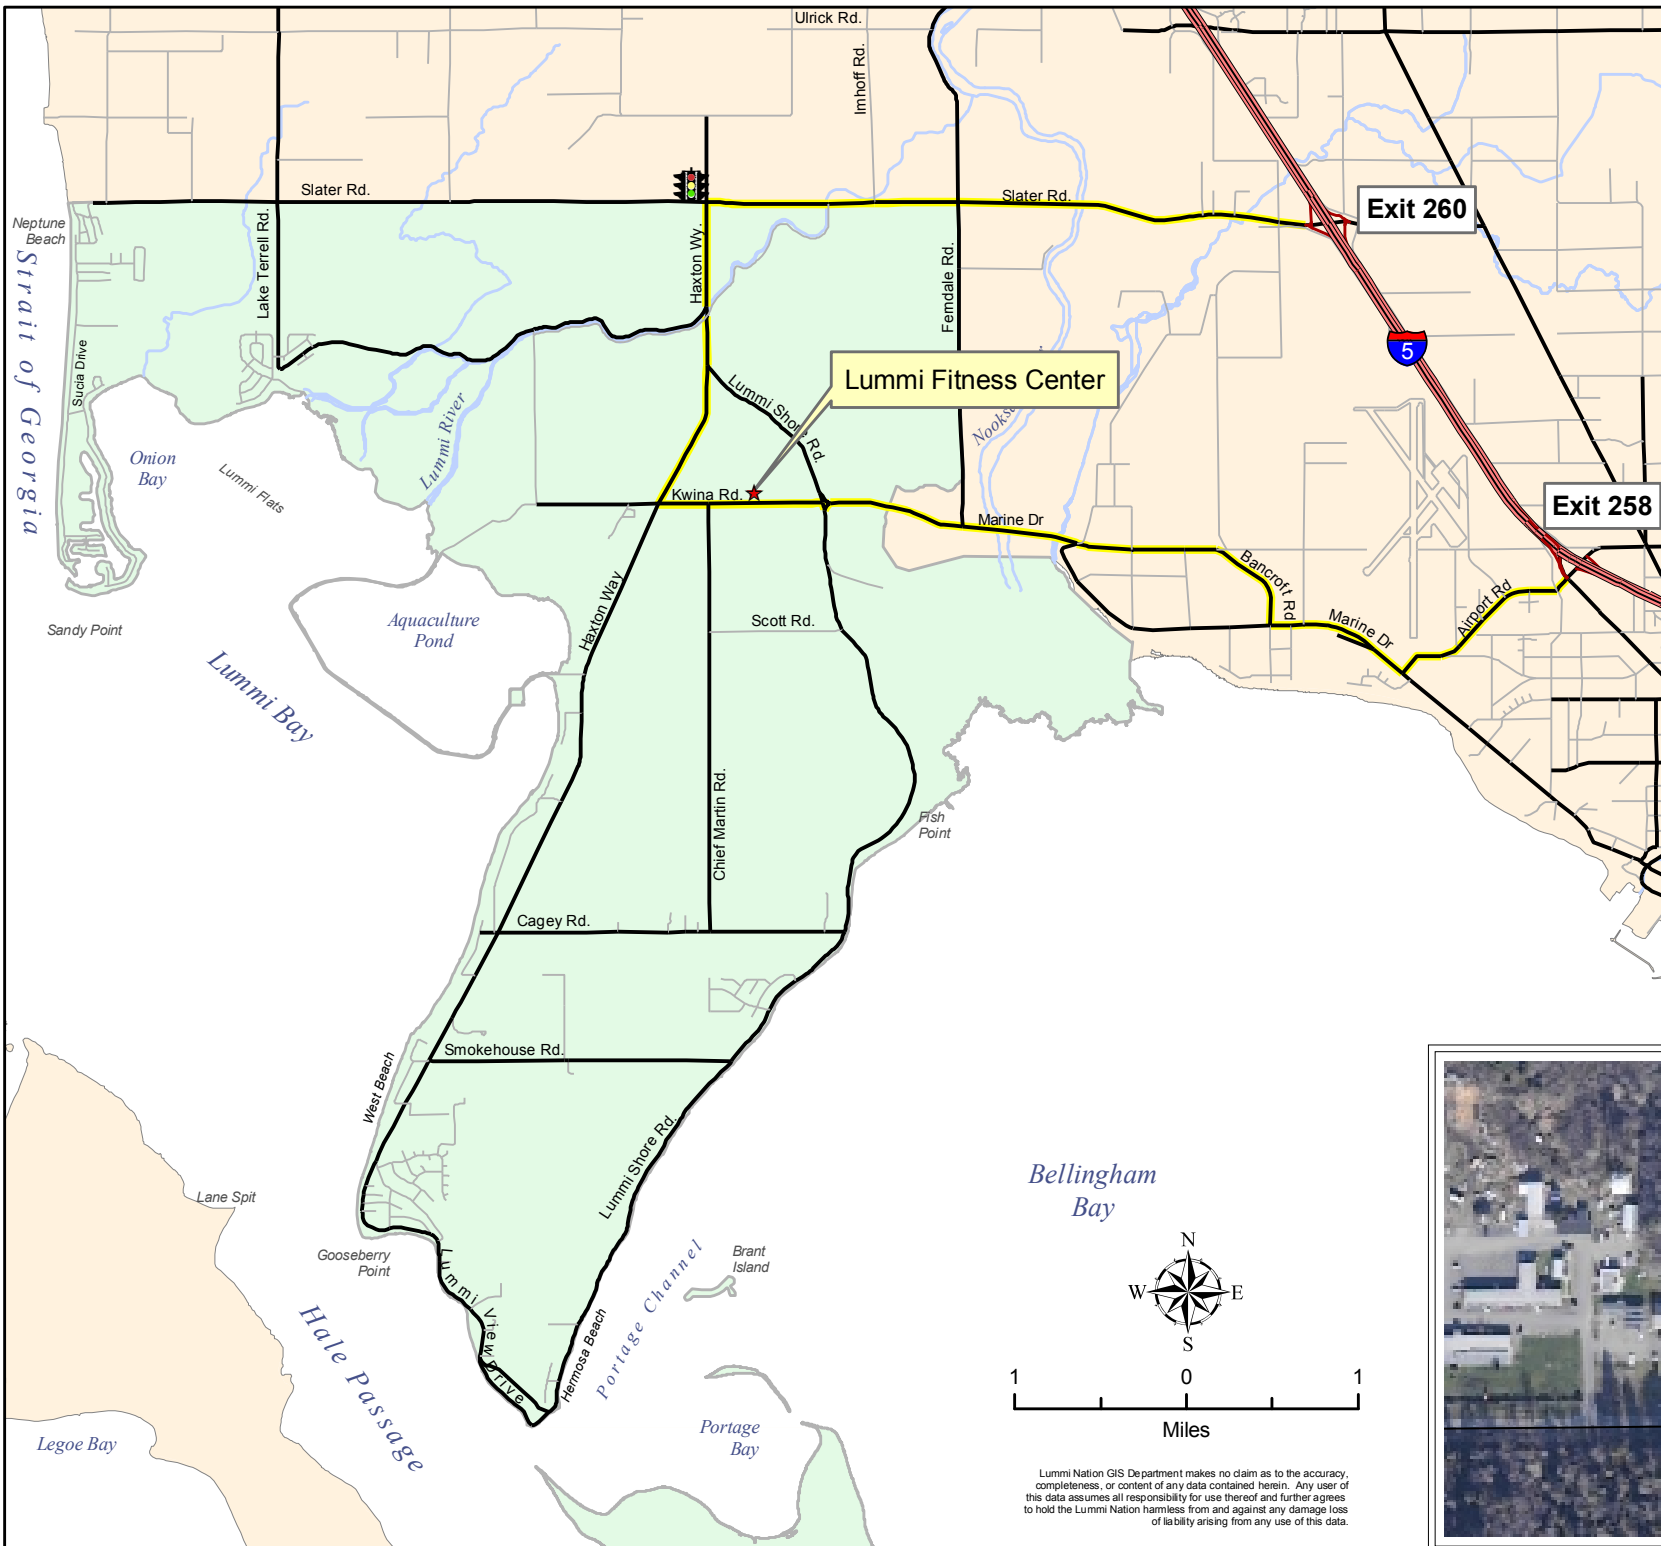 Ulrick Rd.
Imhoff Rd.
Slater Rd.
Slater Rd.
Exit 260
Neptune
Beach
Lake Terrell Rd.
Haxton Wy.
Ferndale Rd.
Strait of Georgia
Sucia Drive
5
Lummi Fitness Center
Lummi Shore Rd.
Lummi River
Onion
Bay
Lummi Flats
Kwina Rd.
Marine Dr
Exit 258
Bancroft Rd
Airport Rd
Marine Dr
Haxton Way
Scott Rd.
Aquaculture
Pond
Sandy Point
Lummi Bay
Chief Martin Rd.
Fish
Point
Cagey Rd.
Smokehouse Rd.
West Beach
Lummi Shore Rd.
Lane Spit
Gooseberry
Point
Lummi View Drive
Hale Passage
Hermosa Beach
Portage Channel
Brant
Island
Bellingham
Bay
N
W E
S
1 0 1
Miles
Portage
Bay
Legoe Bay
Lummi Nation GIS Department makes no claim as to the accuracy,
completeness, or content of any data contained herein. Any user of
this data assumes all responsibility for use thereof and further agrees
to hold the Lummi Nation harmless from and against any damage loss
of liability arising from any use of this data.